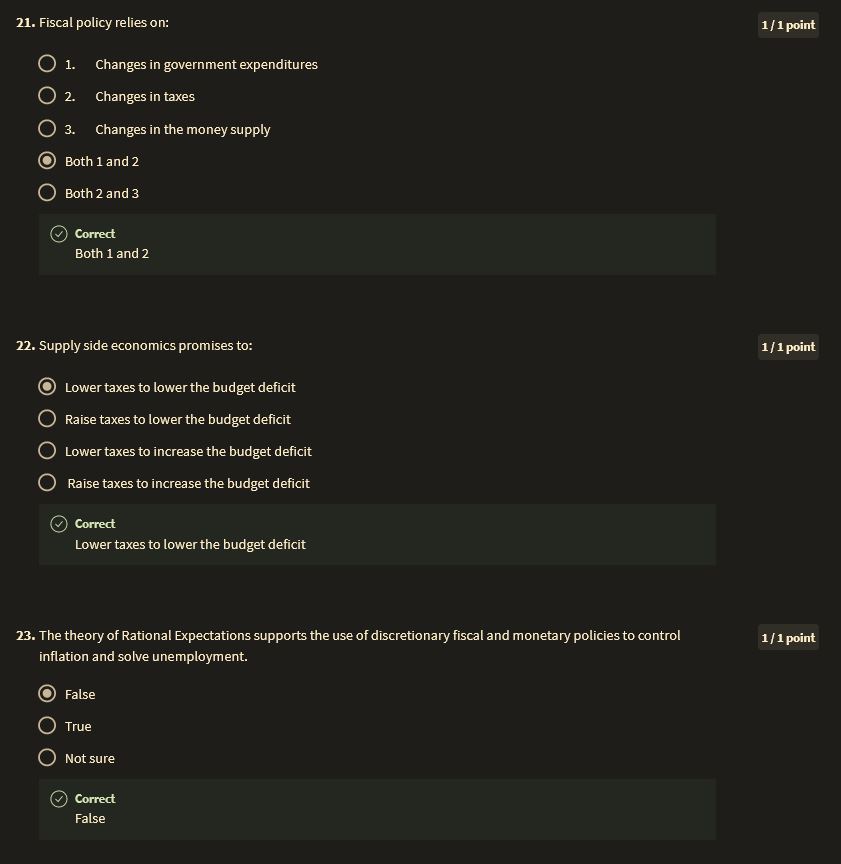 21. Fiscal policy relies on:
1 / 1 point
1. Changes in government expenditures
2. Changes in taxes
3. Changes in the money supply
Both 1 and 2
Both 2 and 3
Correct
Both 1 and 2
22. Supply side economics promises to:
1 / 1 point
Lower taxes to lower the budget deficit
Raise taxes to lower the budget deficit
Lower taxes to increase the budget deficit
Raise taxes to increase the budget deficit
Correct
Lower taxes to lower the budget deficit
23. The theory of Rational Expectations supports the use of discretionary fiscal and monetary policies to control
1 / 1 point
inflation and solve unemployment.
False
True
Not sure
Correct
False